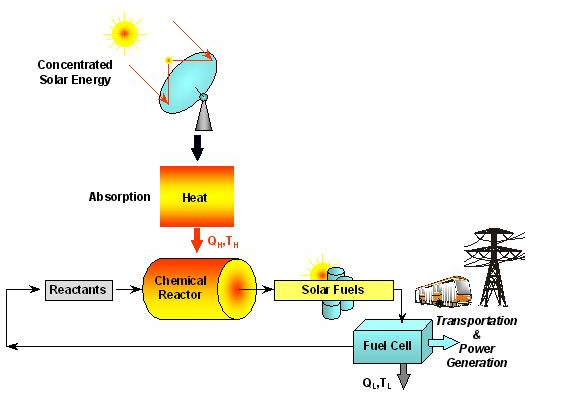 Concentrated
Solar Energy
Absorption
Heat
QH,TH
Reactants
Chemical
Reactor
Solar Fuels
Fuel Cell
Transportation
&
Power
Generation
QL,TL